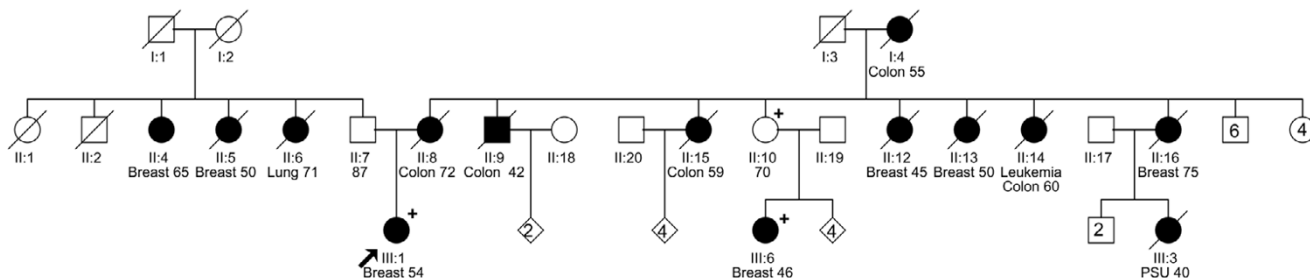 I:1
I:2
I:3
I:4
Colon 55
+
6
4
II:1
II:2
II:4
Breast 65
II:5
Breast 50
II:6
Lung 71
II:7
87
II:8
Colon 72
II:9
Colon 42
II:18
II:20
II:15
Colon 59
II:10
70
II:19
II:12
Breast 45
II:13
Breast 50
II:14
Leukemia
Colon 60
II:17
II:16
Breast 75
+
2
4
+
4
2
III:1
Breast 54
III:6
Breast 46
III:3
PSU 40